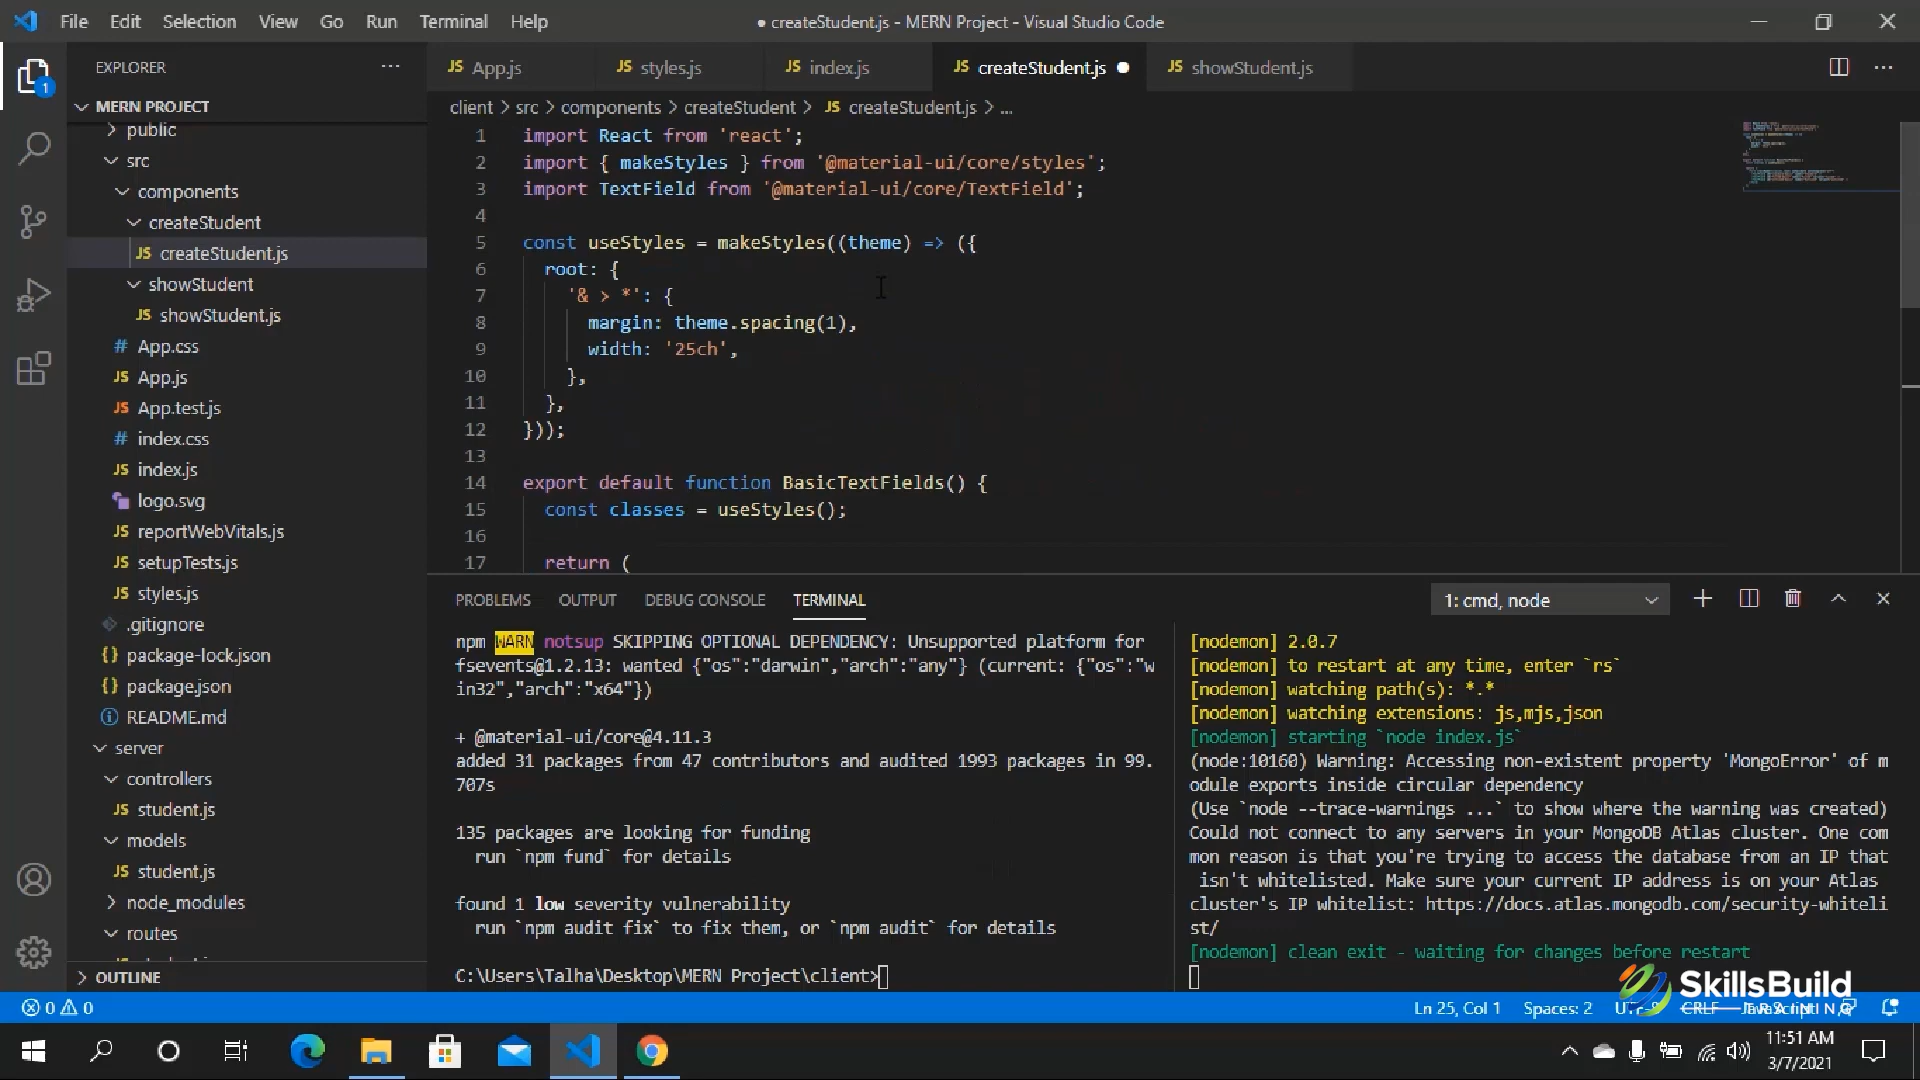 File Edit Selection View Go Run Terminal Help
● createStudent.js - MERN Project - Visual Studio Code
EXPLORER
1
MERN PROJECT
public
src
components
createStudent
JS createStudent.js
showStudent
JS showStudent.js
# App.css
JS App.js
JS App.test.js
# index.css
JS index.js
logo.svg
JS reportWebVitals.js
JS setupTests.js
JS styles.js
.gitignore
{} package-lock.json
{} package.json
README.md
server
controllers
JS student.js
models
JS student.js
node_modules
routes
OUTLINE
JS App.js JS styles.js JS index.js JS createStudent.js ● JS showStudent.js
client > src > components > createStudent > JS createStudent.js > ...
1 import React from 'react';
2 import { makeStyles } from '@material-ui/core/styles';
3 import TextField from '@material-ui/core/TextField';
4
5 const useStyles = makeStyles((theme) => ({
6 root: {
7 '& > *': {
8 margin: theme.spacing(1),
9 width: '25ch',
10 },
11 },
12 }));
13
14 export default function BasicTextFields() {
15 const classes = useStyles();
16
17 return (
PROBLEMS OUTPUT DEBUG CONSOLE TERMINAL
1: cmd, node
npm WARN notsup SKIPPING OPTIONAL DEPENDENCY: Unsupported platform for
fsevents@1.2.13: wanted {"os":"darwin","arch":"any"} (current: {"os":"w
in32","arch":"x64"})
+ @material-ui/core@4.11.3
added 31 packages from 47 contributors and audited 1993 packages in 99.
707s
135 packages are looking for funding
run `npm fund` for details
found 1 low severity vulnerability
run `npm audit fix` to fix them, or `npm audit` for details
C:\Users\Talha\Desktop\MERN Project\client>
[nodemon] 2.0.7
[nodemon] to restart at any time, enter `rs`
[nodemon] watching path(s): *.*
[nodemon] watching extensions: js,mjs,json
[nodemon] starting `node index.js`
(node:10160) Warning: Accessing non-existent property 'MongoError' of m
odule exports inside circular dependency
(Use `node --trace-warnings ...` to show where the warning was created)
Could not connect to any servers in your MongoDB Atlas cluster. One com
mon reason is that you're trying to access the database from an IP that
isn't whitelisted. Make sure your current IP address is on your Atlas
cluster's IP whitelist: https://docs.atlas.mongodb.com/security-whiteli
st/
[nodemon] clean exit - waiting for changes before restart
SkillsBuild
0 0
Ln 25, Col 1 Spaces: 2
11:51 AM
3/7/2021